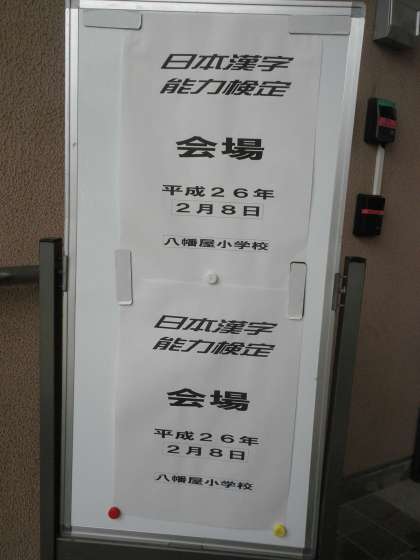 日本漢字
能力検定
会場
平成２６年
２月８日
八幡屋小学校
日本漢字
能力検定
会場
平成２６年
２月８日
八幡屋小学校